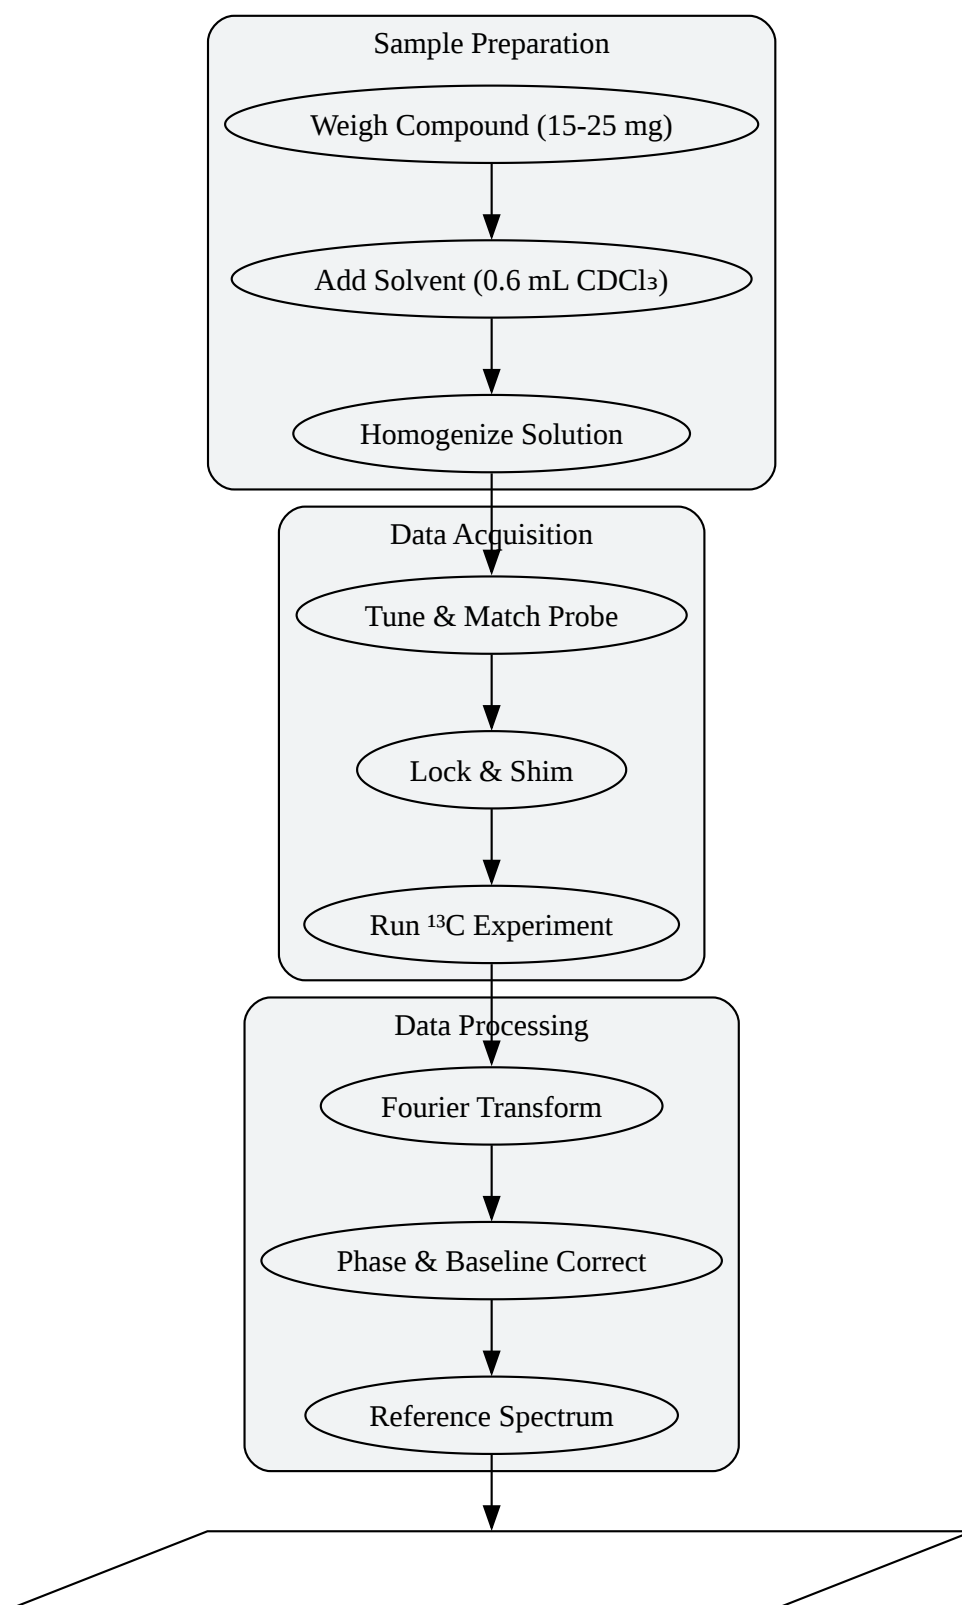 Sample Preparation
Weigh Compound (15-25 mg)
Add Solvent (0.6 mL CDCl₃)
Homogenize Solution
Data Acquisition
Tune & Match Probe
Lock & Shim
Run ¹³C Experiment
Data Processing
Fourier Transform
Phase & Baseline Correct
Reference Spectrum